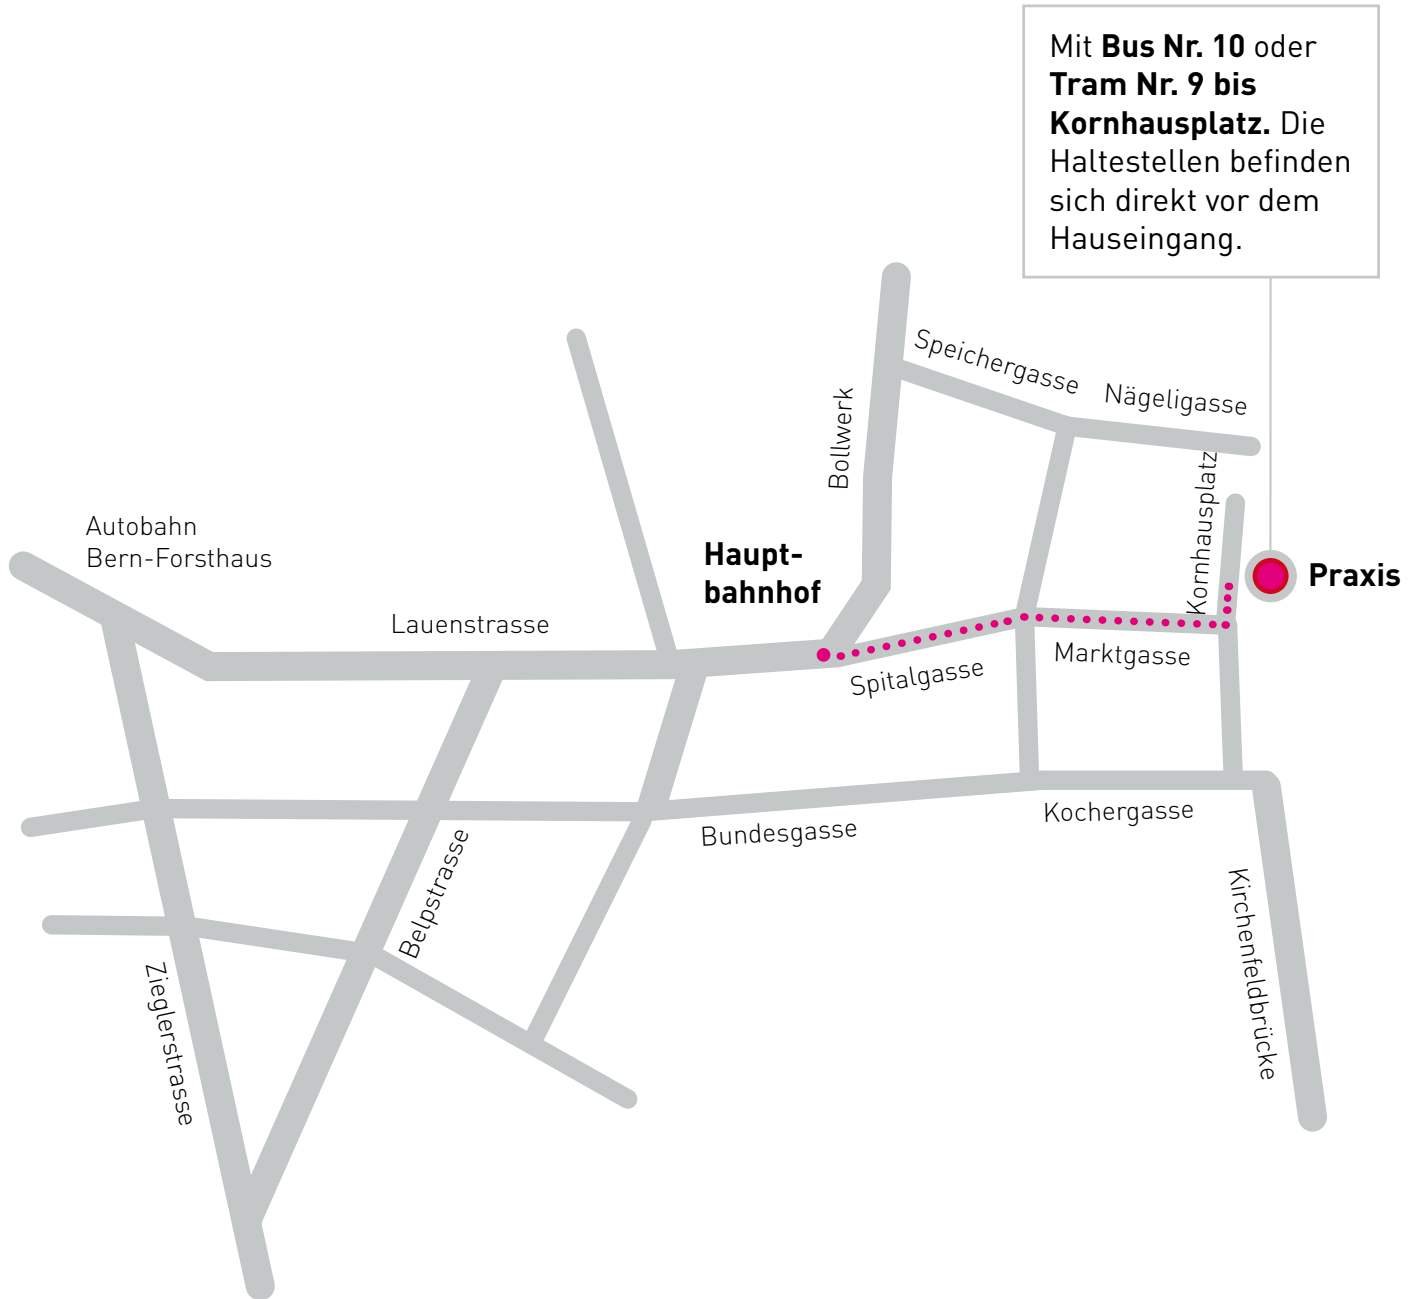 Mit Bus Nr. 10 oder
Tram Nr. 9 bis
Kornhausplatz. Die
Haltestellen befinden
sich direkt vor dem
Hauseingang.
Speichergasse
Nägeligasse
Bollwerk
Kornhausplatz
Autobahn
Bern-Forsthaus
Haupt-
bahnhof
Praxis
Lauenstrasse
Spitalgasse
Marktgasse
Bundesgasse
Kochergasse
Belpstrasse
Zieglerstrasse
Kirchenfeldbrücke